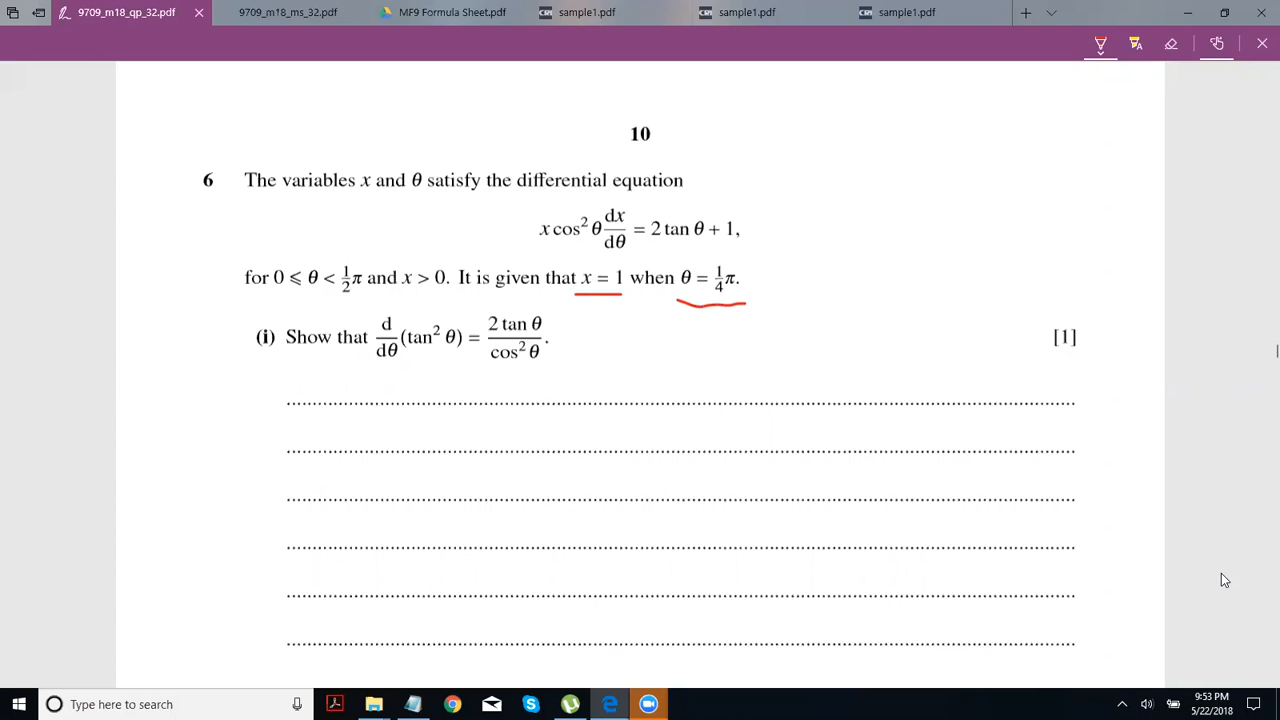 9709_m18_qp_32.pdf
9709_m18_ms_32.pdf
MF9 Formula Sheet.pdf
CRI sample1.pdf
CRI sample1.pdf
CRI sample1.pdf
10
6 The variables x and θ satisfy the differential equation
x cos² θ dx/dθ = 2 tan θ + 1,
for 0 ⩽ θ < ½π and x > 0. It is given that x = 1 when θ = ¼π.
(i) Show that d/dθ (tan² θ) = 2 tan θ / cos² θ. [1]
Type here to search
9:53 PM
5/22/2018